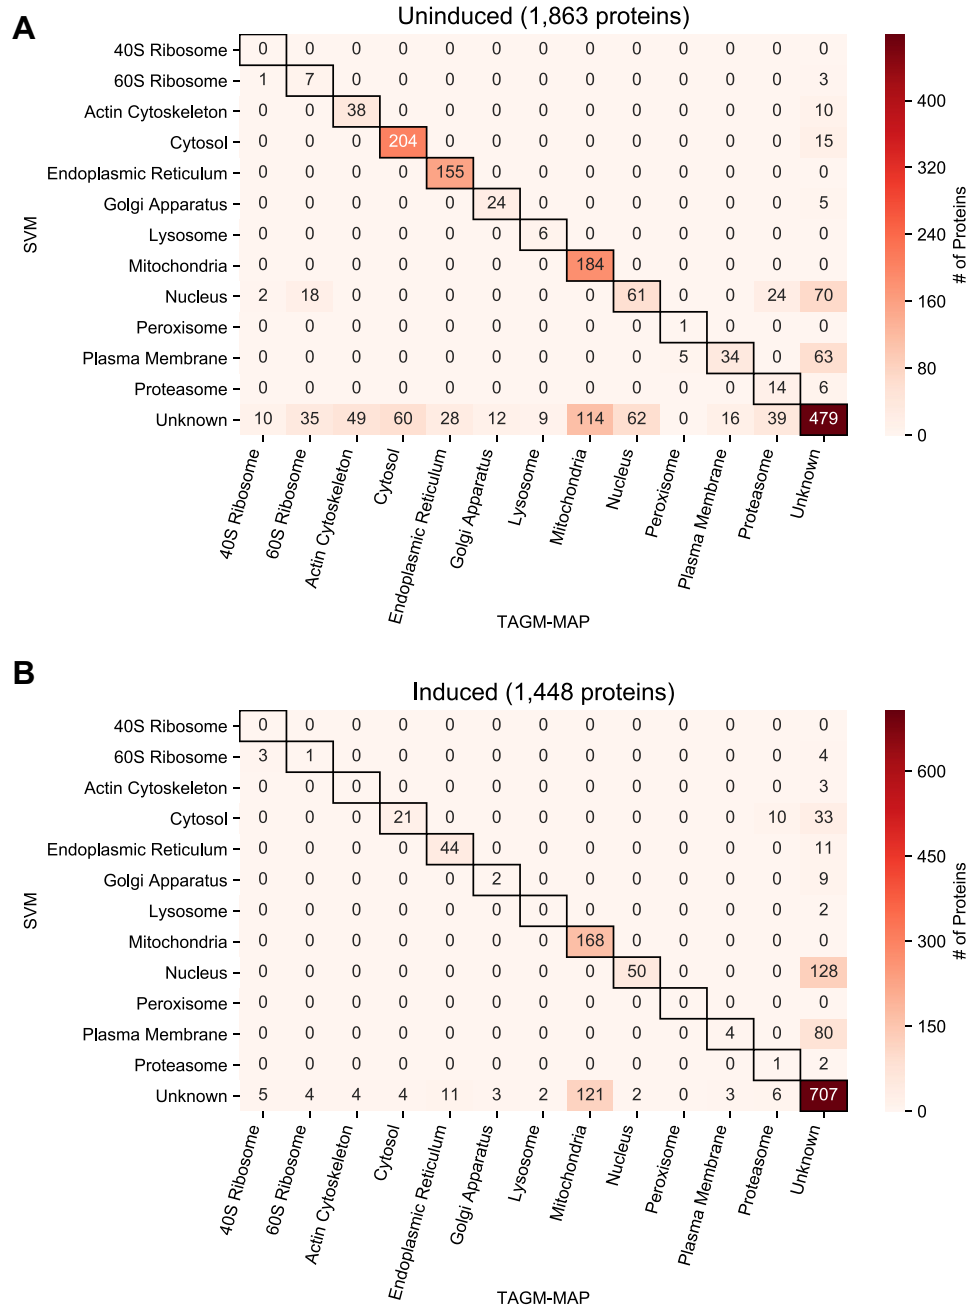 A
Uninduced (1,863 proteins)
40S Ribosome 0 0 0 0 0 0 0 0 0 0 0 0 0
60S Ribosome 1 7 0 0 0 0 0 0 0 0 0 0 3
Actin Cytoskeleton 0 0 38 0 0 0 0 0 0 0 0 0 10
Cytosol 0 0 0 204 0 0 0 0 0 0 0 0 15
Endoplasmic Reticulum 0 0 0 0 155 0 0 0 0 0 0 0 0
Golgi Apparatus 0 0 0 0 0 24 0 0 0 0 0 0 5
Lysosome 0 0 0 0 0 0 6 0 0 0 0 0 0
Mitochondria 0 0 0 0 0 0 0 184 0 0 0 0 0
Nucleus 2 18 0 0 0 0 0 0 61 0 0 24 70
Peroxisome 0 0 0 0 0 0 0 0 0 1 0 0 0
Plasma Membrane 0 0 0 0 0 0 0 0 0 5 34 0 63
Proteasome 0 0 0 0 0 0 0 0 0 0 0 14 6
Unknown 10 35 49 60 28 12 9 114 62 0 16 39 479
SVM
40S Ribosome
60S Ribosome
Actin Cytoskeleton
Cytosol
Endoplasmic Reticulum
Golgi Apparatus
Lysosome
Mitochondria
Nucleus
Peroxisome
Plasma Membrane
Proteasome
Unknown
TAGM-MAP
400
320
240
160
80
0
# of Proteins
B
Induced (1,448 proteins)
40S Ribosome 0 0 0 0 0 0 0 0 0 0 0 0 0
60S Ribosome 3 1 0 0 0 0 0 0 0 0 0 0 4
Actin Cytoskeleton 0 0 0 0 0 0 0 0 0 0 0 0 3
Cytosol 0 0 0 21 0 0 0 0 0 0 0 10 33
Endoplasmic Reticulum 0 0 0 0 44 0 0 0 0 0 0 0 11
Golgi Apparatus 0 0 0 0 0 2 0 0 0 0 0 0 9
Lysosome 0 0 0 0 0 0 0 0 0 0 0 0 2
Mitochondria 0 0 0 0 0 0 0 168 0 0 0 0 0
Nucleus 0 0 0 0 0 0 0 0 50 0 0 0 128
Peroxisome 0 0 0 0 0 0 0 0 0 0 0 0 0
Plasma Membrane 0 0 0 0 0 0 0 0 0 0 4 0 80
Proteasome 0 0 0 0 0 0 0 0 0 0 0 1 2
Unknown 5 4 4 4 11 3 2 121 2 0 3 6 707
SVM
40S Ribosome
60S Ribosome
Actin Cytoskeleton
Cytosol
Endoplasmic Reticulum
Golgi Apparatus
Lysosome
Mitochondria
Nucleus
Peroxisome
Plasma Membrane
Proteasome
Unknown
TAGM-MAP
600
450
300
150
0
# of Proteins